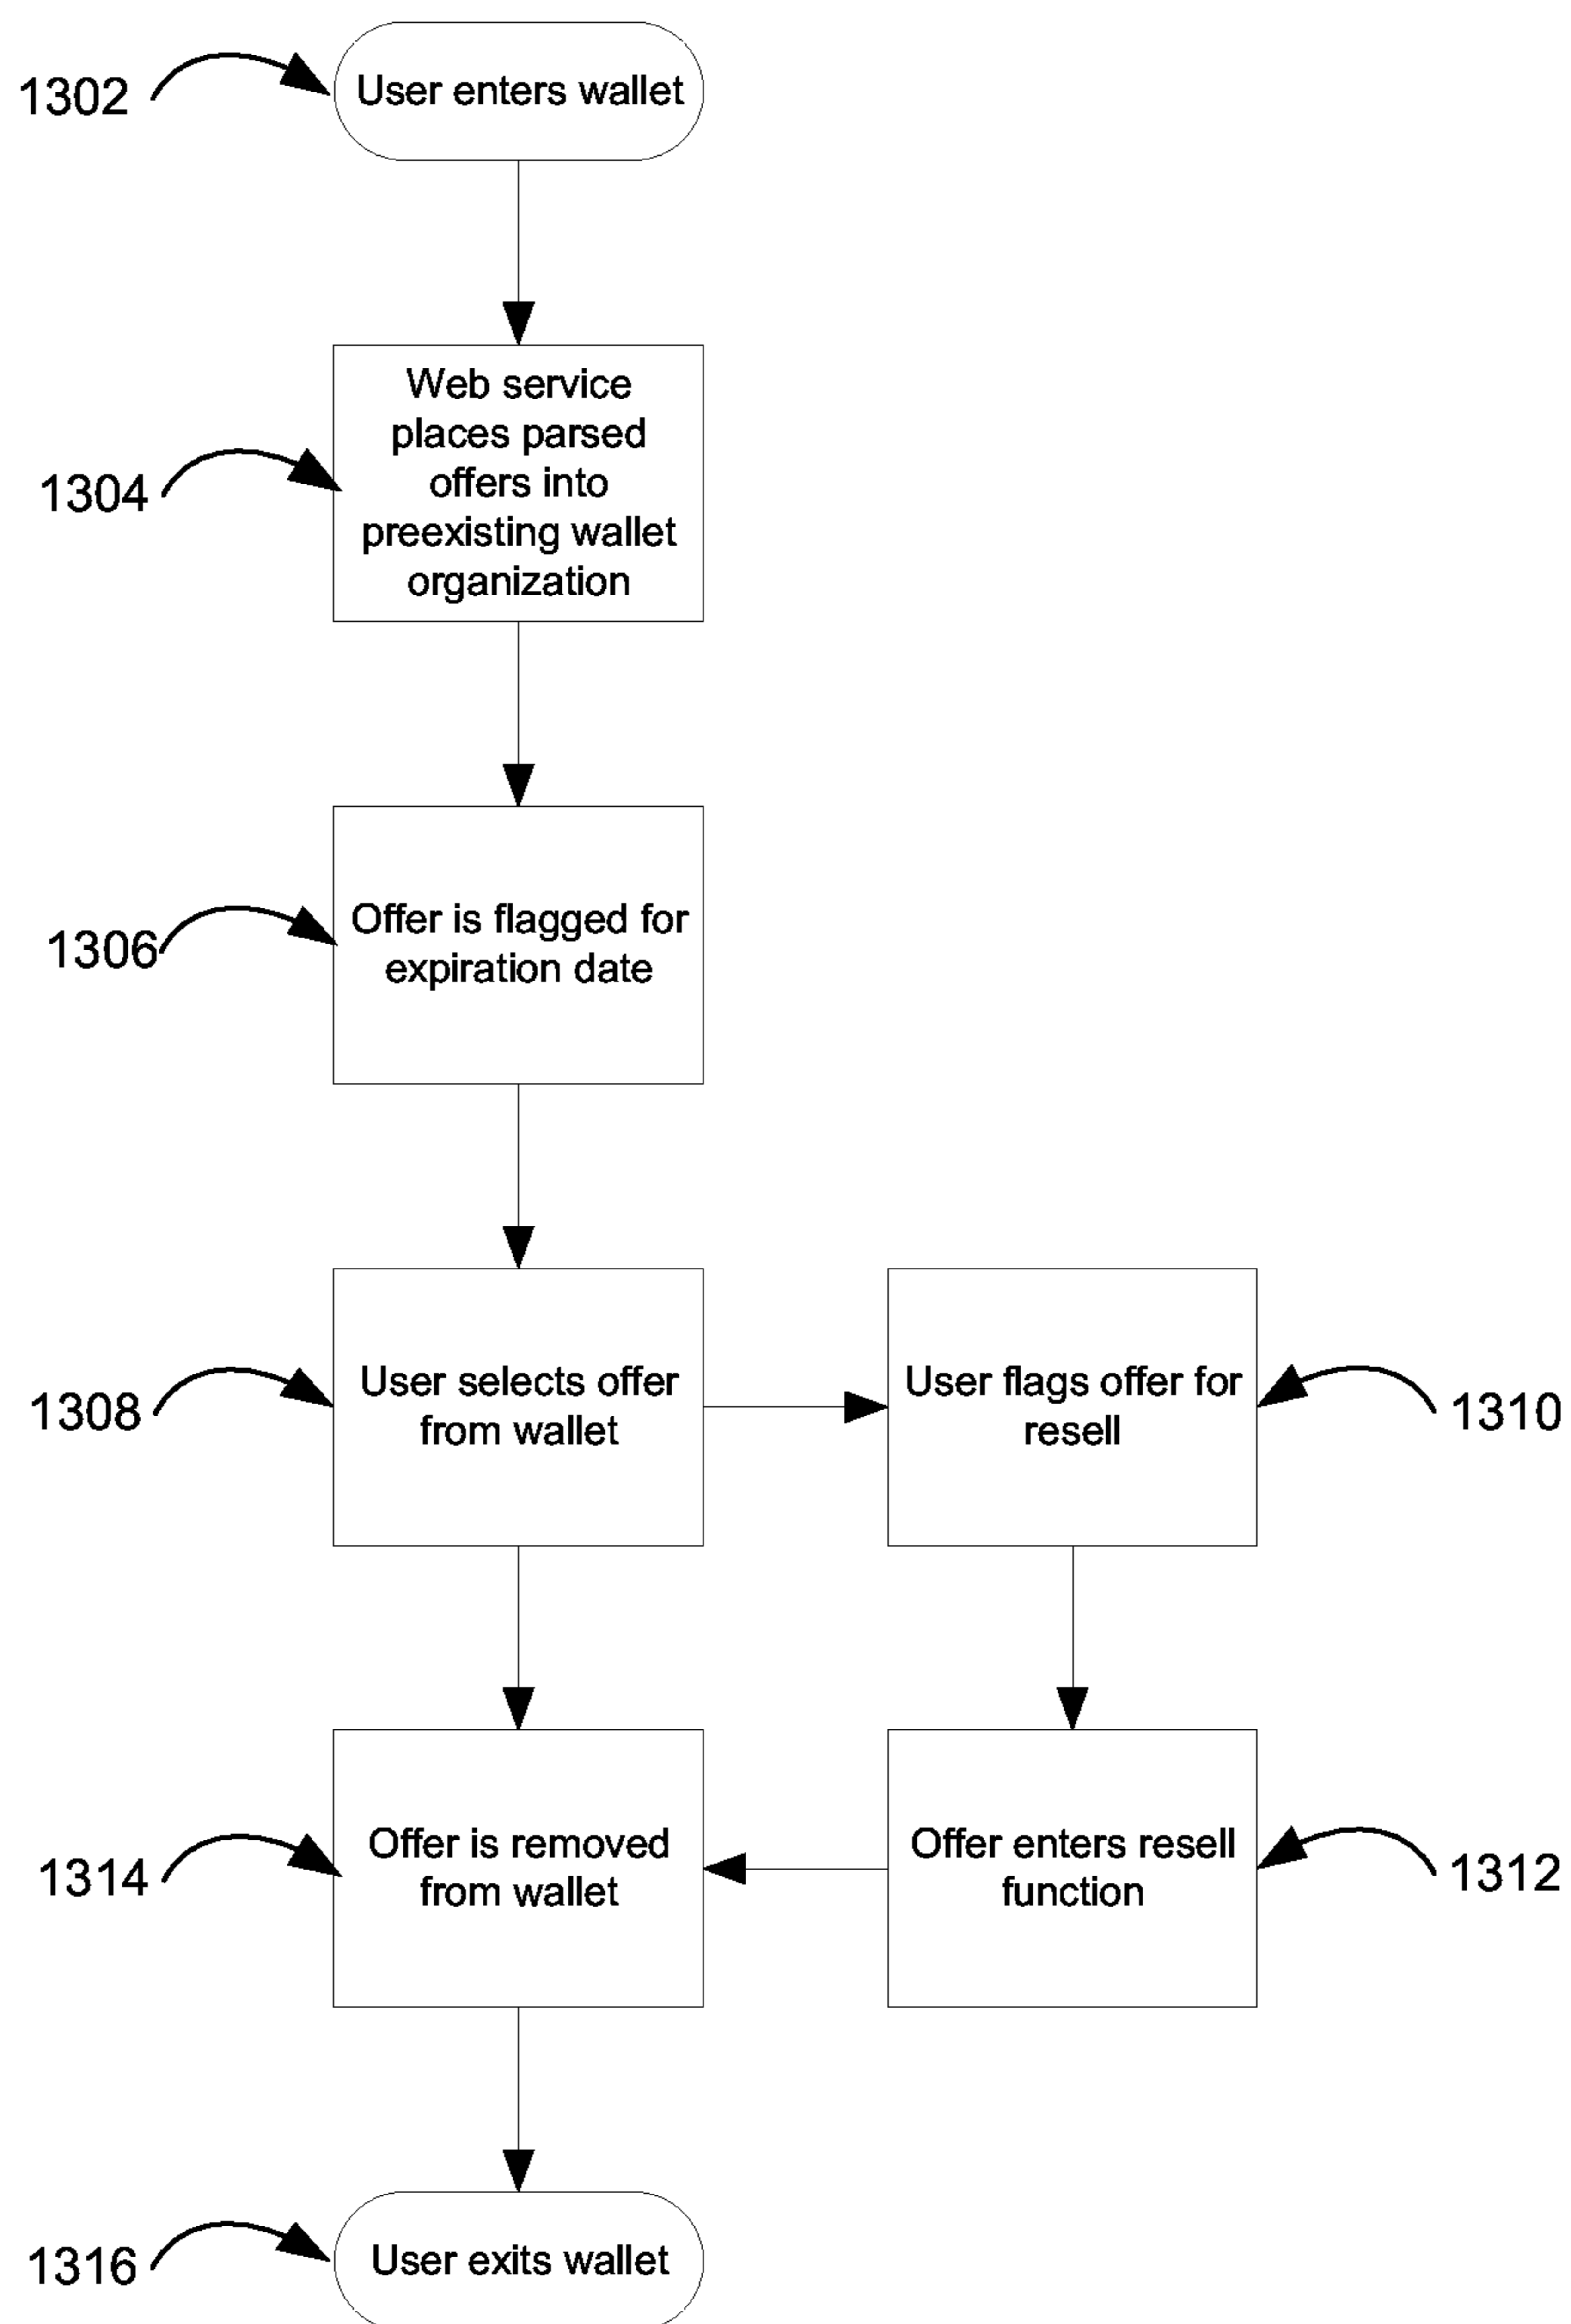 1302
User enters wallet
1304
Web service
places parsed
offers into
preexisting wallet
organization
1306
Offer is flagged for
expiration date
1308
User selects offer
from wallet
User flags offer for
resell
1310
1314
Offer is removed
from wallet
Offer enters resell
function
1312
1316
User exits wallet